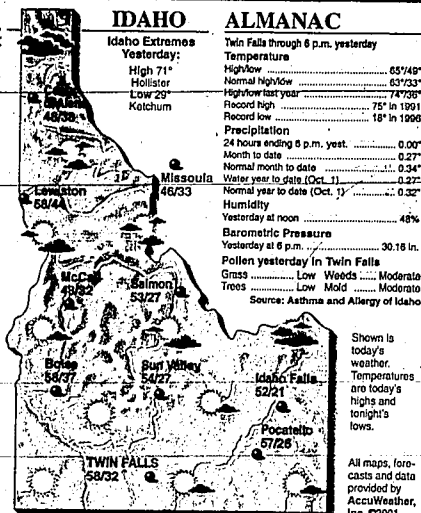 IDAHO
Idaho Extremes
Yesterday:
High 71°
Hollister
Low 29°
Ketchum
Missoula
46/33
Lewiston
58/44
McCall
43/32
Salmon
53/27
Boise
58/37
Sun Valley
54/27
Idaho Falls
52/21
Pocatello
57/26
TWIN FALLS
58/32
ALMANAC
Twin Falls through 6 p.m. yesterday
Temperature
High/low 65°/49°
Normal high/low 63°/33°
High/low last year 74°/36°
Record high 75° in 1991
Record low 18° in 1996
Precipitation
24 hours ending 6 p.m. yest. 0.00"
Month to date 0.27"
Normal month to date 0.34"
Water year to date (Oct. 1) 0.27"
Normal year to date (Oct. 1) 0.32"
Humidity
Yesterday at noon 48%
Barometric Pressure
Yesterday at 6 p.m. 30.16 in.
Pollen yesterday in Twin Falls
Grass Low Weeds Moderate
Trees Low Mold Moderate
Source: Asthma and Allergy of Idaho
Shown is
today's
weather.
Temperatures
are today's
highs and
tonight's
lows.
All maps, fore-
casts and data
provided by
AccuWeather,
Inc. ©2001